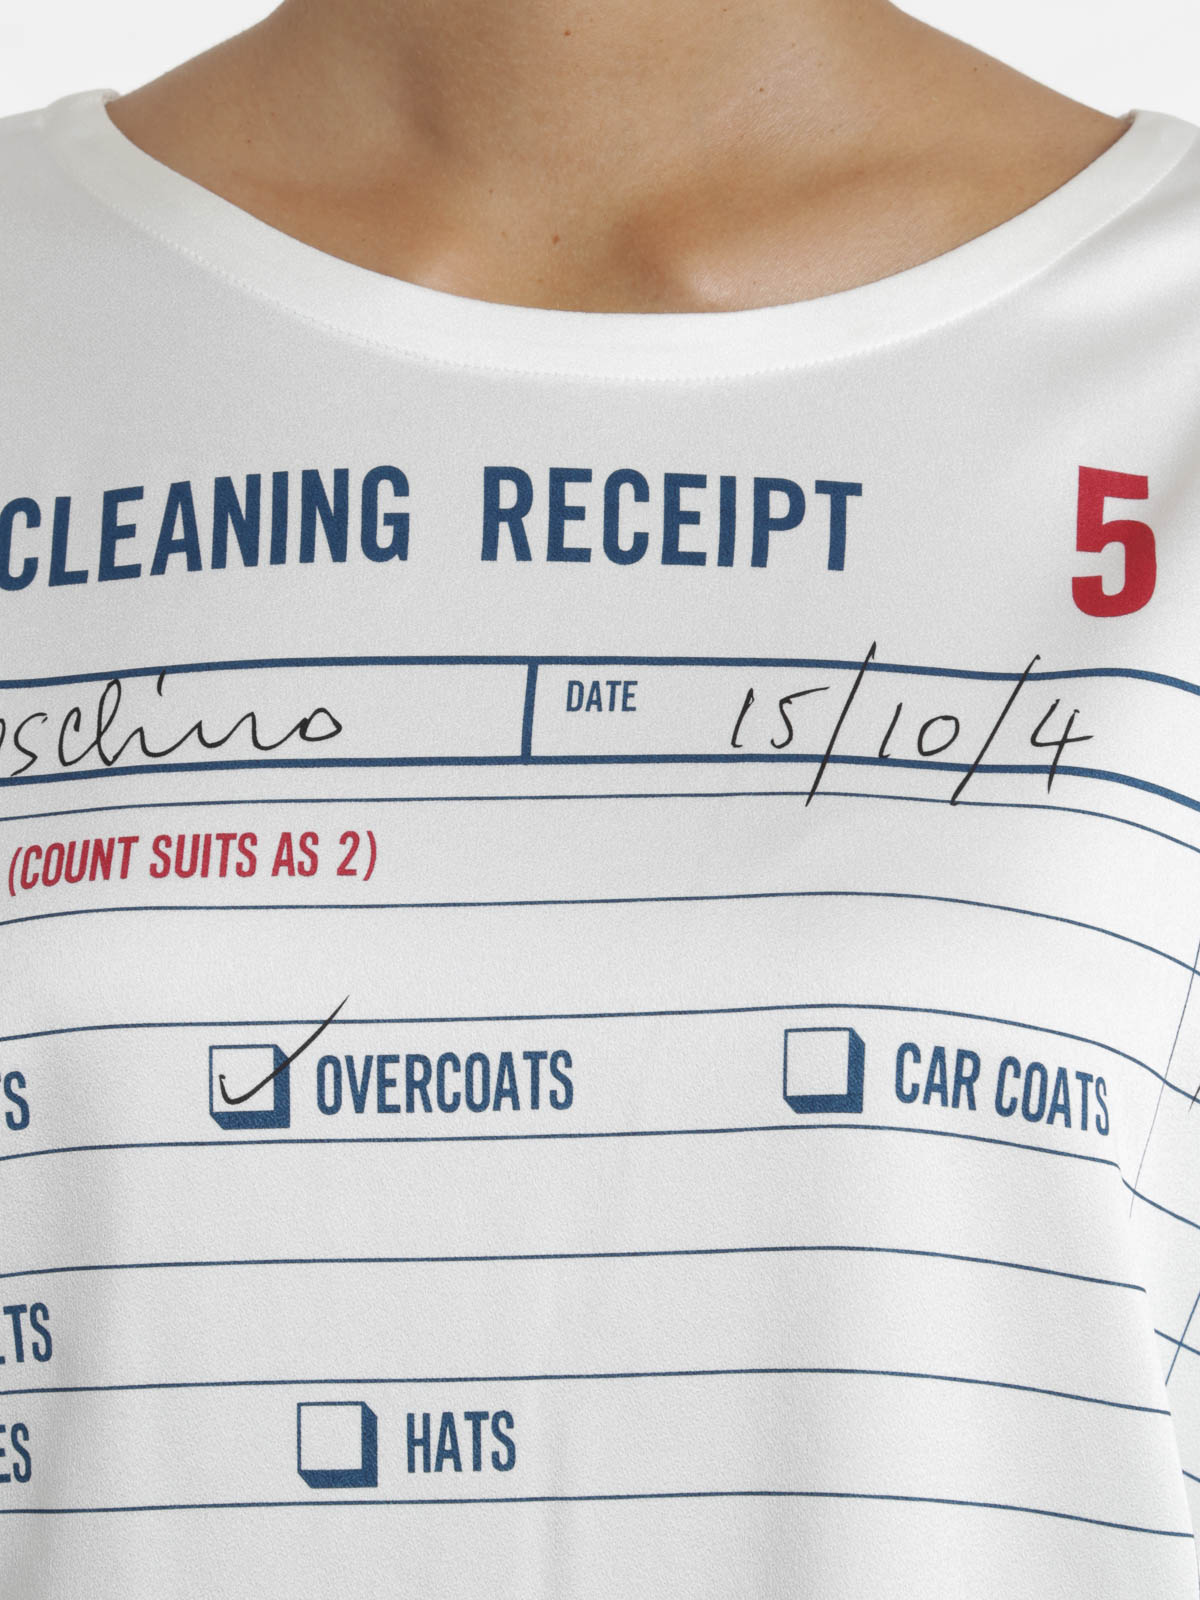 CLEANING RECEIPT 5
DATE 15/10/4
(COUNT SUITS AS 2)
OVERCOATS CAR COATS
HATS